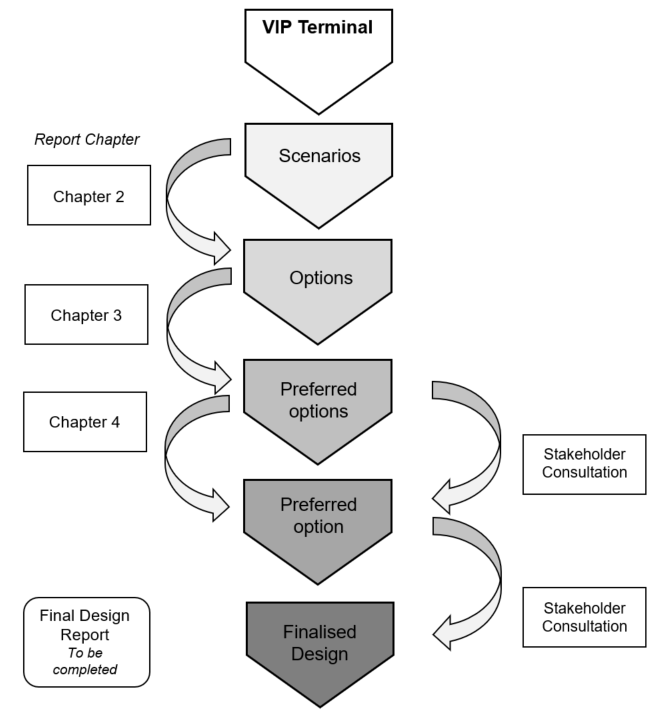 VIP Terminal
Report Chapter
Scenarios
Chapter 2
Options
Chapter 3
Preferred
options
Chapter 4
Stakeholder
Consultation
Preferred
option
Final Design
Report
To be
completed
Finalised
Design
Stakeholder
Consultation